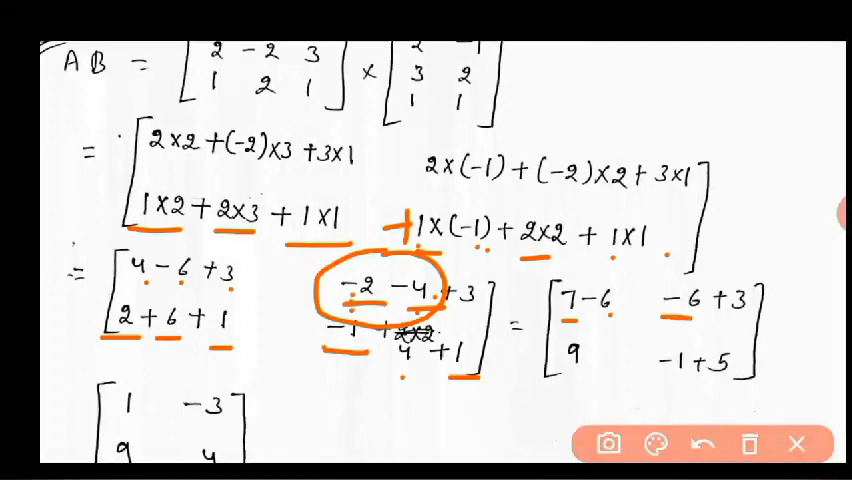 AB = [ 2 -2 3 ] × [ 2 -1 ]
[ 1 2 1 ] [ 3 2 ]
[ 1 1 ]
= [ 2×2+(-2)×3+3×1 2×(-1)+(-2)×2+3×1 ]
[ 1×2+2×3+1×1 +1×(-1)+2×2+1×1 ]
= [ 4-6+3 -2-4+3 ] = [ 7-6 -6+3 ]
[ 2+6+1 -1+4+1 ] [ 9 -1+5 ]
[ 1 -3 ]
[ 9 4 ]